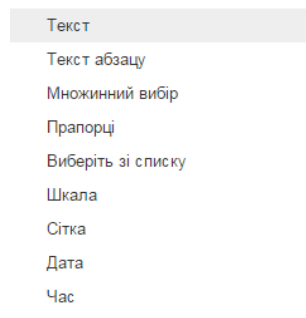 Текст
Текст абзацу
Множинний вибір
Прапорці
Виберіть зі списку
Шкала
Сітка
Дата
Час